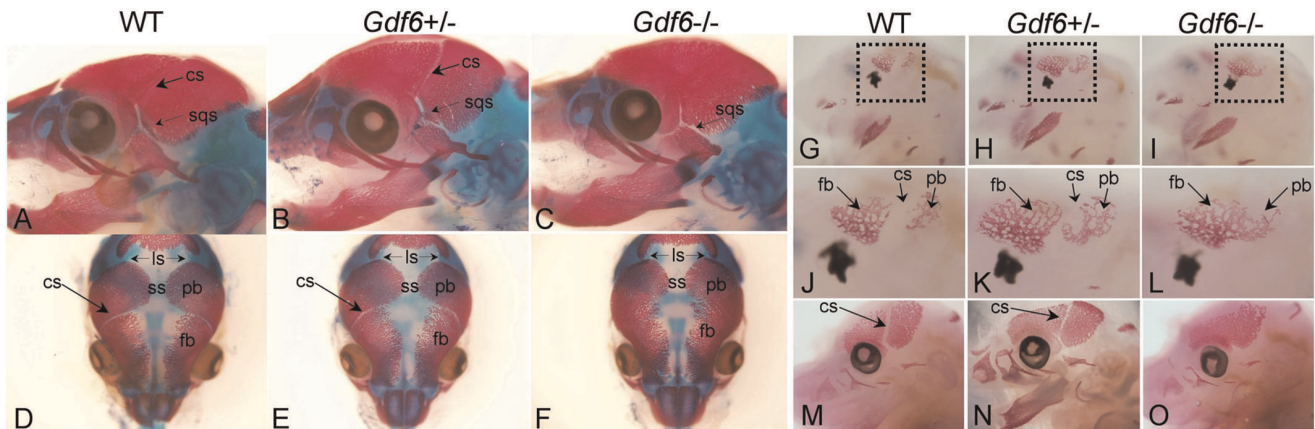 WT Gdf6+/- Gdf6-/- WT Gdf6+/- Gdf6-/-
cs cs
sqs sqs sqs
A B C
G H I
fb cs pb fb cs pb fb pb
J K L
ls ls ls
cs ss pb cs ss pb ss pb
fb fb fb
D E F
cs cs
M N O